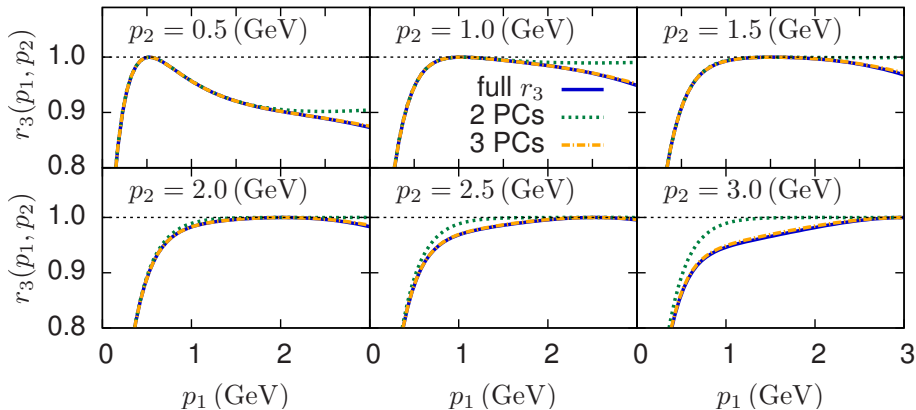 p₂ = 0.5 (GeV) p₂ = 1.0 (GeV) p₂ = 1.5 (GeV)
r₃(p₁, p₂)
1.0
0.9
0.8
full r₃
2 PCs
3 PCs
p₂ = 2.0 (GeV) p₂ = 2.5 (GeV) p₂ = 3.0 (GeV)
r₃(p₁, p₂)
1.0
0.9
0.8
0 1 2 0 1 2 0 1 2 3
p₁ (GeV) p₁ (GeV) p₁ (GeV)